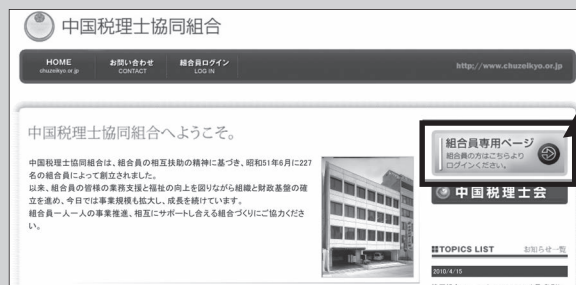 中国税理士協同組合
HOME
chuzeikyo.or.jp
お問い合わせ
CONTACT
組合員ログイン
LOG IN
http://www.chuzeikyo.or.jp
中国税理士協同組合へようこそ。
中国税理士協同組合は、組合員の相互扶助の精神に基づき、昭和51年6月に227
名の組合員によって創立されました。
以来、組合員の皆様の業務支援と福祉の向上を図りながら組織と財政基盤の確
立を進め、今日では事業規模も拡大し、成長を続けています。
組合員一人一人の事業推進、相互にサポートし合える組合づくりにご協力くださ
い。
組合員専用ページ
組合員の方はこちらより
ログインください。
中国税理士会
TOPICS LIST
お知らせ一覧
2010/4/15